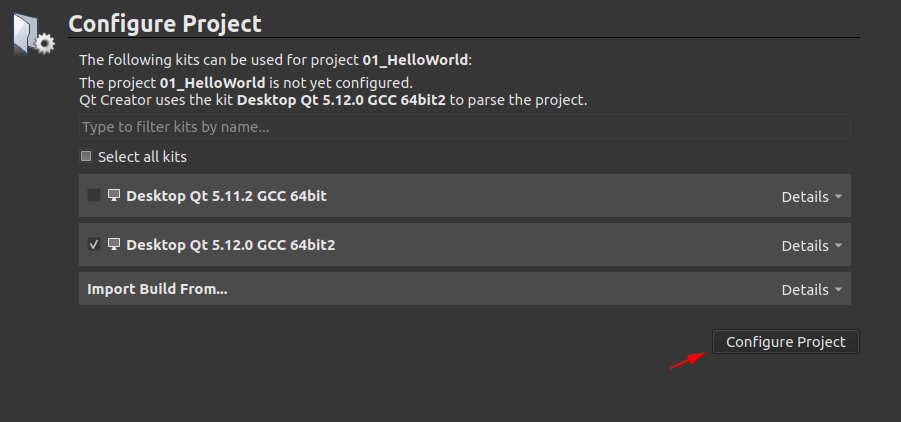 Configure Project
The following kits can be used for project 01_HelloWorld:
The project 01_HelloWorld is not yet configured.
Qt Creator uses the kit Desktop Qt 5.12.0 GCC 64bit2 to parse the project.
Type to filter kits by name...
Select all kits
Desktop Qt 5.11.2 GCC 64bit Details
Desktop Qt 5.12.0 GCC 64bit2 Details
Import Build From... Details
Configure Project